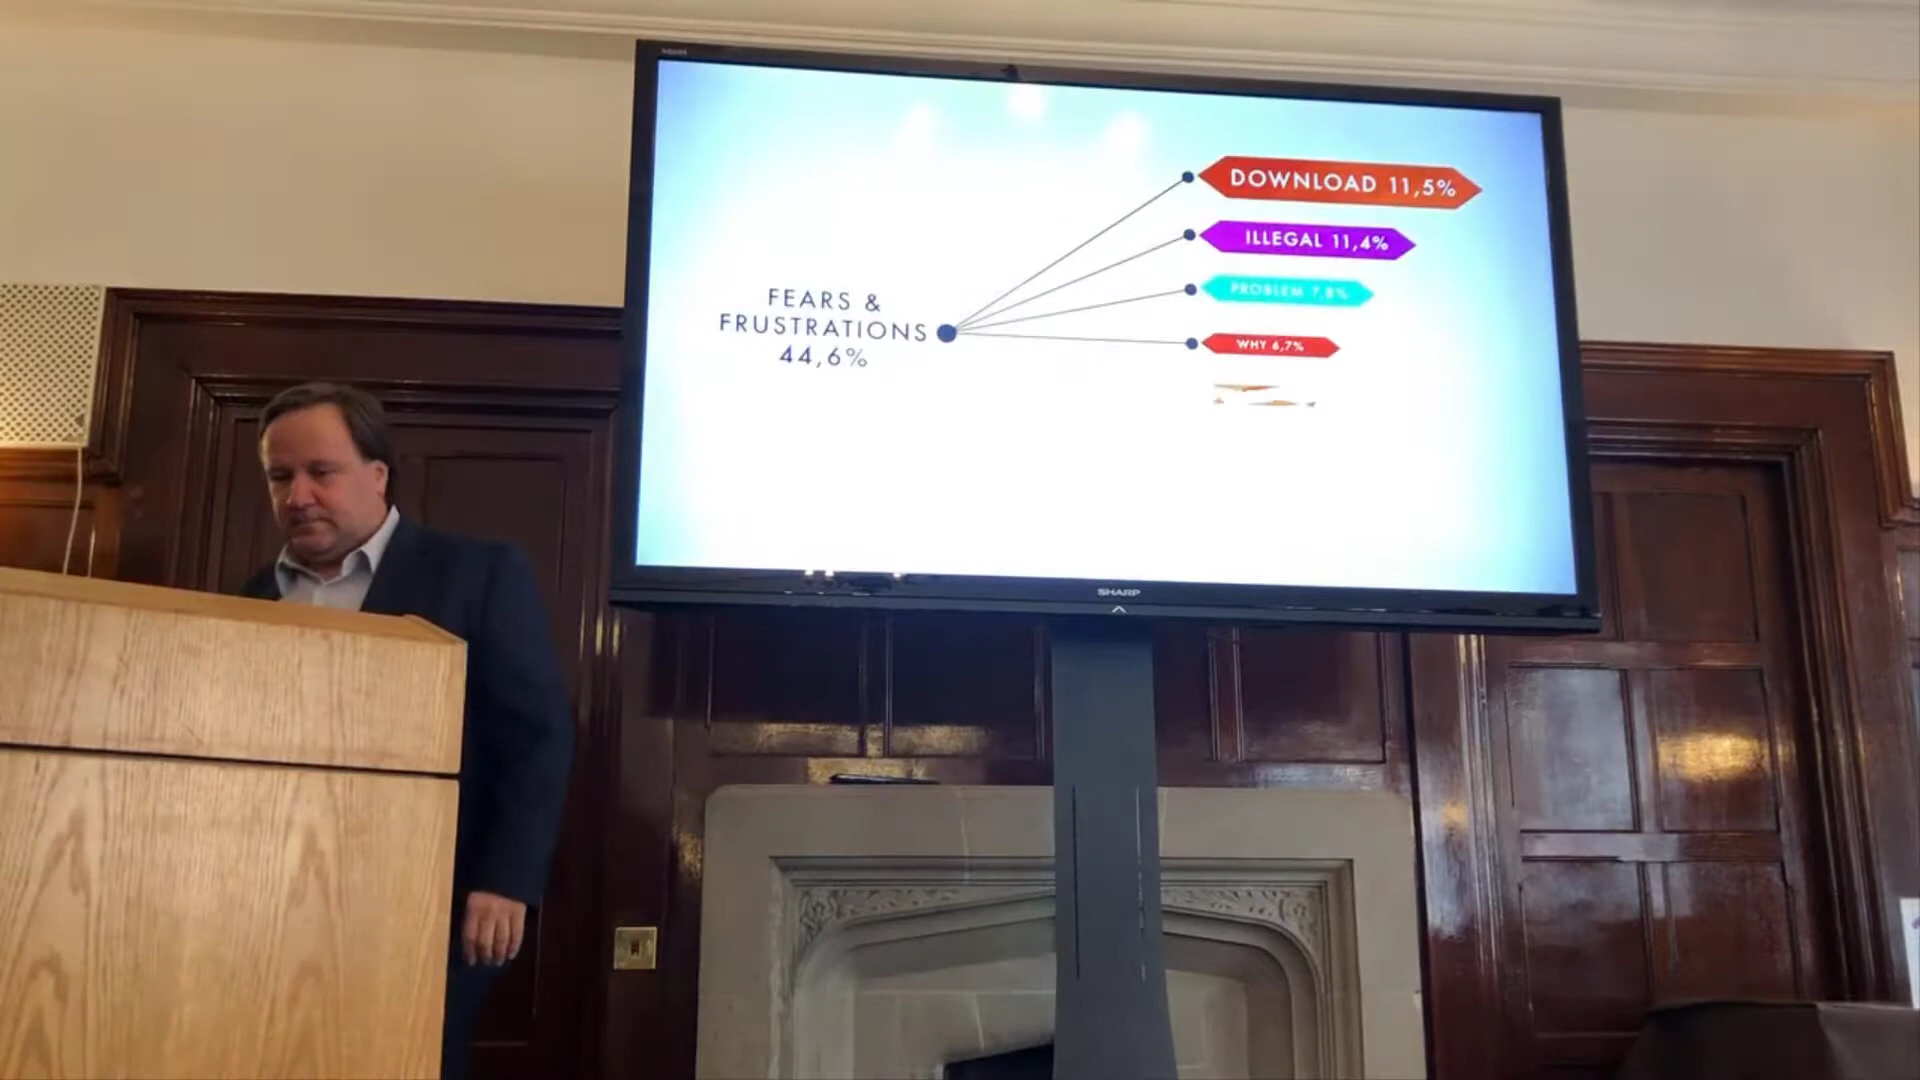 DOWNLOAD 11,5%
ILLEGAL 11,4%
PROBLEM 7,8%
WHY 6,7%
FEARS &
FRUSTRATIONS
44,6%
SHARP